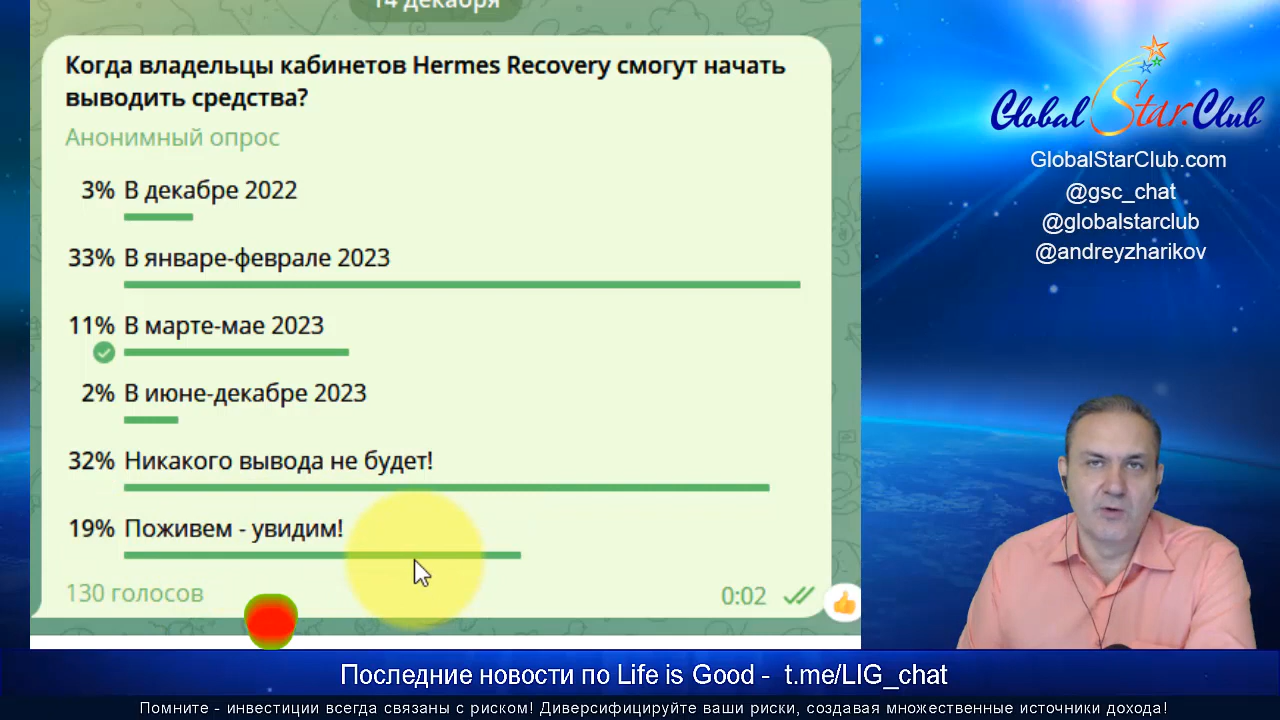 14 декабря
Когда владельцы кабинетов Hermes Recovery смогут начать
выводить средства?
Анонимный опрос
3% В декабре 2022
33% В январе-феврале 2023
11% В марте-мае 2023
2% В июне-декабре 2023
32% Никакого вывода не будет!
19% Поживем - увидим!
130 голосов
0:02
Global Star.Club
GlobalStarClub.com
@gsc_chat
@globalstarclub
@andreyzharikov
Последние новости по Life is Good - t.me/LIG_chat
Помните - инвестиции всегда связаны с риском! Диверсифицируйте ваши риски, создавая множественные источники дохода!